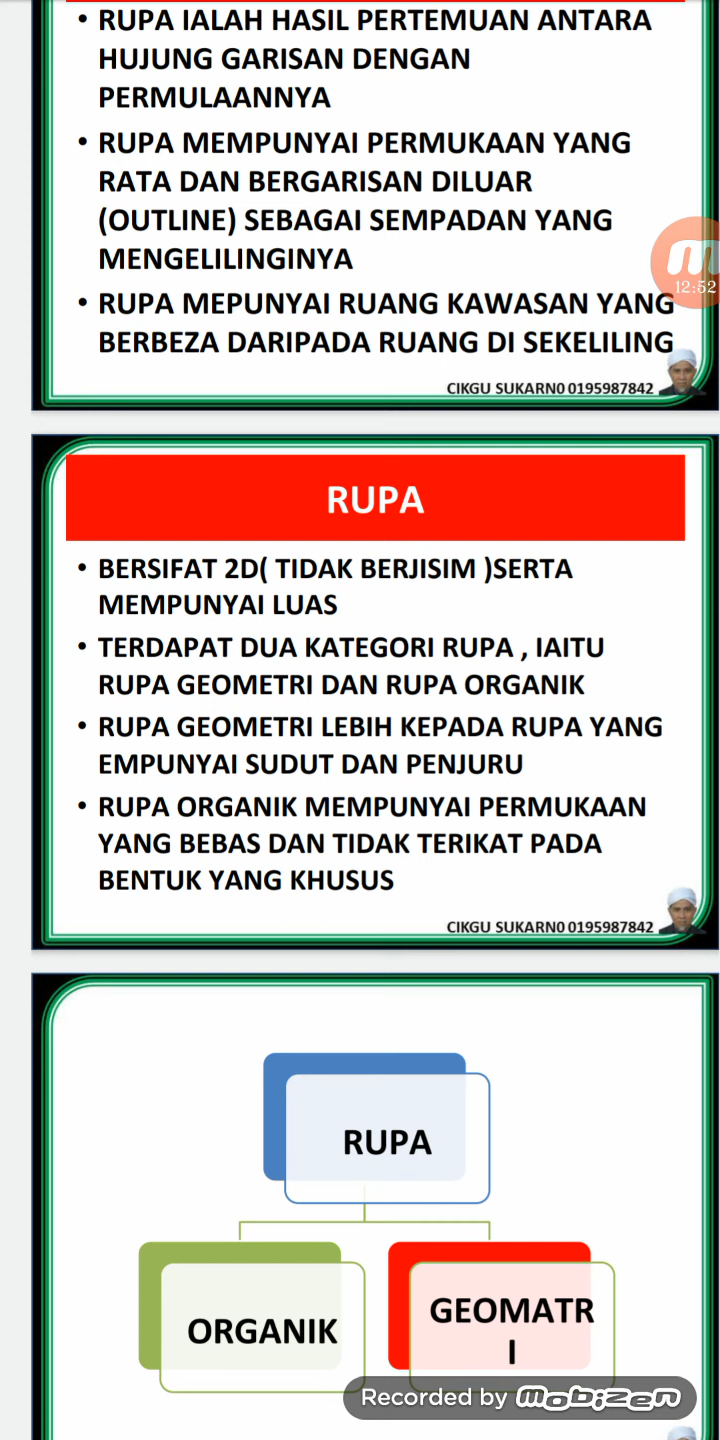 • RUPA IALAH HASIL PERTEMUAN ANTARA
HUJUNG GARISAN DENGAN
PERMULAANNYA
• RUPA MEMPUNYAI PERMUKAAN YANG
RATA DAN BERGARISAN DILUAR
(OUTLINE) SEBAGAI SEMPADAN YANG
MENGELILINGINYA
12:52
• RUPA MEPUNYAI RUANG KAWASAN YANG
BERBEZA DARIPADA RUANG DI SEKELILING
CIKGU SUKARN0 0195987842
RUPA
• BERSIFAT 2D( TIDAK BERJISIM )SERTA
MEMPUNYAI LUAS
• TERDAPAT DUA KATEGORI RUPA , IAITU
RUPA GEOMETRI DAN RUPA ORGANIK
• RUPA GEOMETRI LEBIH KEPADA RUPA YANG
EMPUNYAI SUDUT DAN PENJURU
• RUPA ORGANIK MEMPUNYAI PERMUKAAN
YANG BEBAS DAN TIDAK TERIKAT PADA
BENTUK YANG KHUSUS
CIKGU SUKARN0 0195987842
RUPA
ORGANIK
GEOMATR
I
Recorded by mobizen